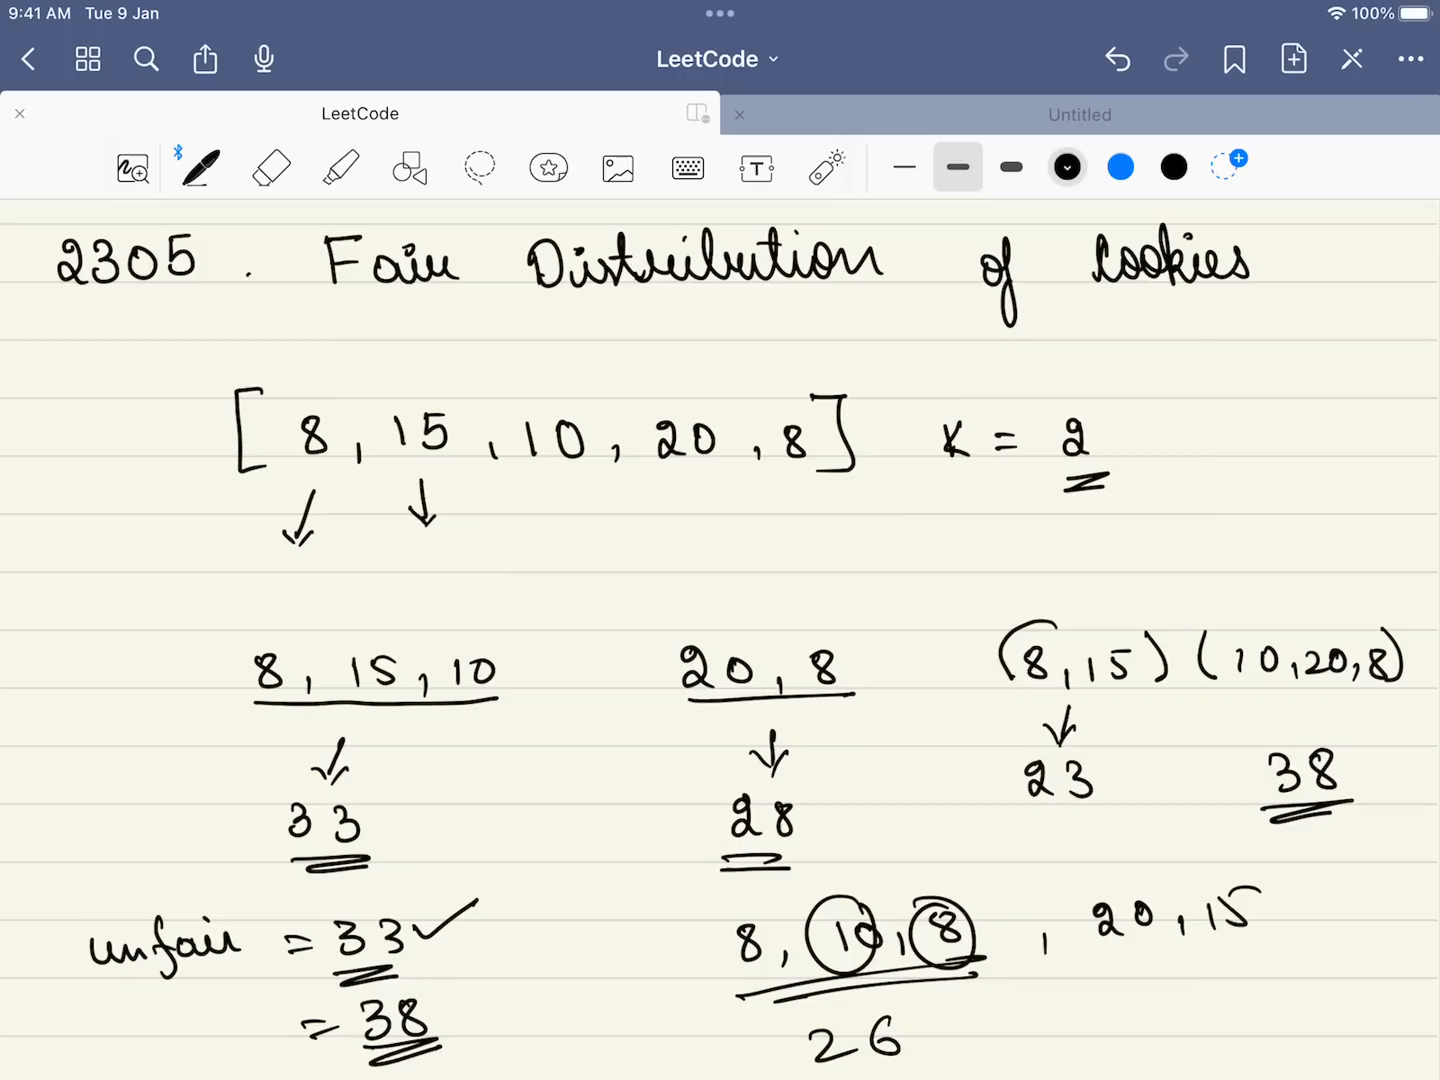 9:41 AM Tue 9 Jan 100%
LeetCode
LeetCode Untitled
T
2305 . Fair Distribution of Cookies
[ 8, 15, 10, 20, 8 ] K = 2
8, 15, 10 20, 8 (8,15) (10,20,8)
33 28 23 38
unfair = 33 8, 10, 8 , 20, 15
= 38 26